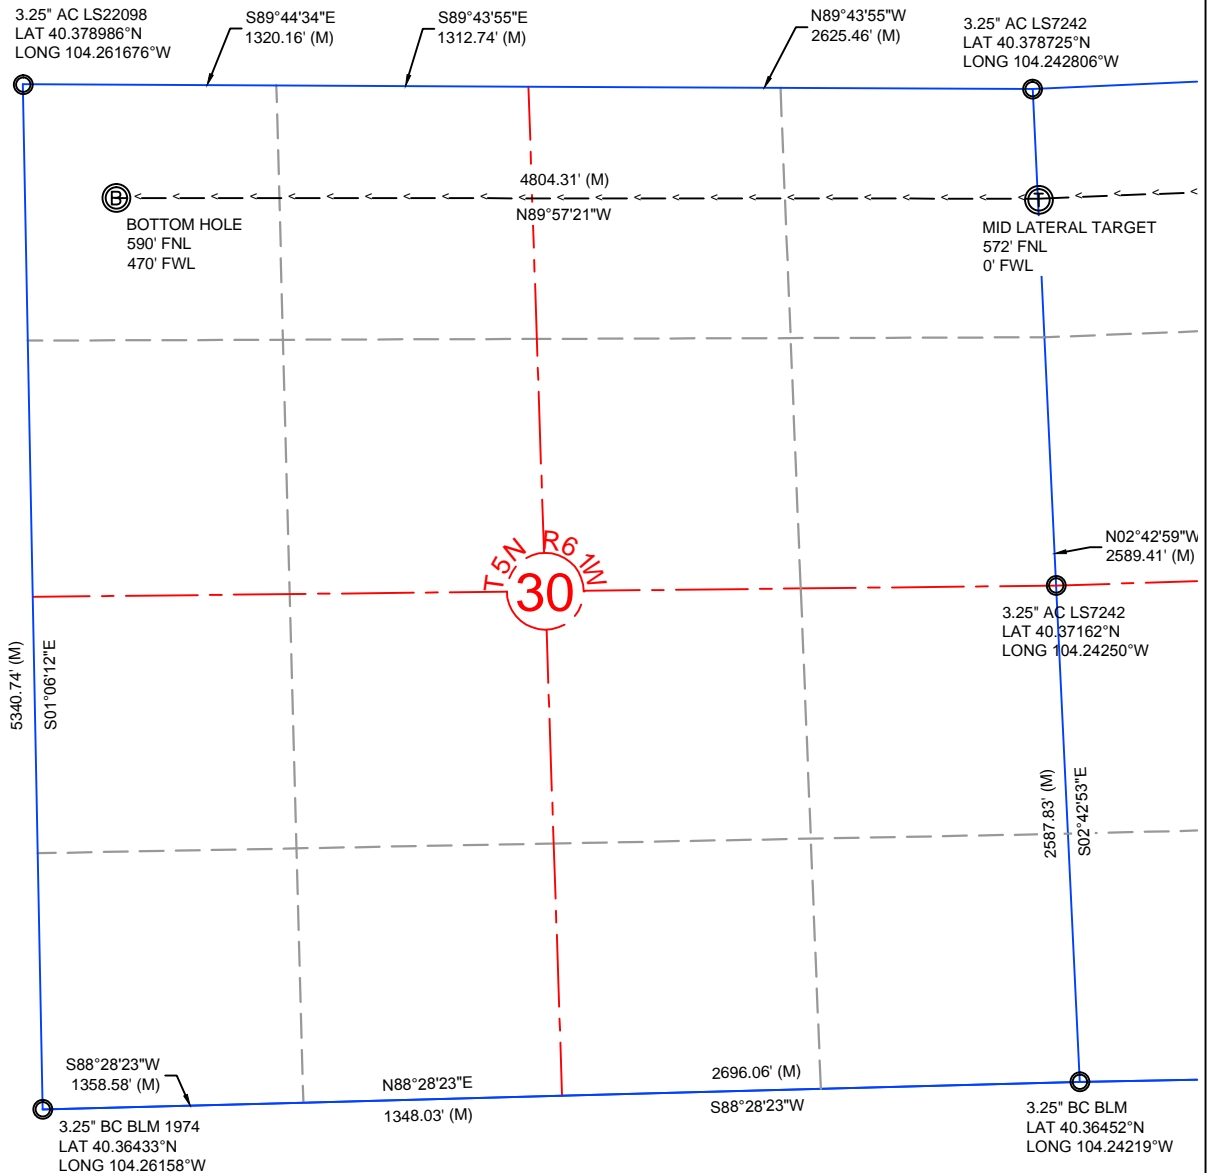 3.25" AC LS22098
LAT 40.378986°N
LONG 104.261676°W
S89°44'34"E
1320.16' (M)
S89°43'55"E
1312.74' (M)
N89°43'55"W
2625.46' (M)
3.25" AC LS7242
LAT 40.378725°N
LONG 104.242806°W
4804.31' (M)
N89°57'21"W
B
BOTTOM HOLE
590' FNL
470' FWL
T
MID LATERAL TARGET
572' FNL
0' FWL
T5N R61W
30
N02°42'59"W
2589.41' (M)
3.25" AC LS7242
LAT 40.37162°N
LONG 104.24250°W
5340.74' (M)
S01°06'12"E
2587.83' (M)
S02°42'53"E
S88°28'23"W
1358.58' (M)
N88°28'23"E
1348.03' (M)
2696.06' (M)
S88°28'23"W
3.25" BC BLM 1974
LAT 40.36433°N
LONG 104.26158°W
3.25" BC BLM
LAT 40.36452°N
LONG 104.24219°W